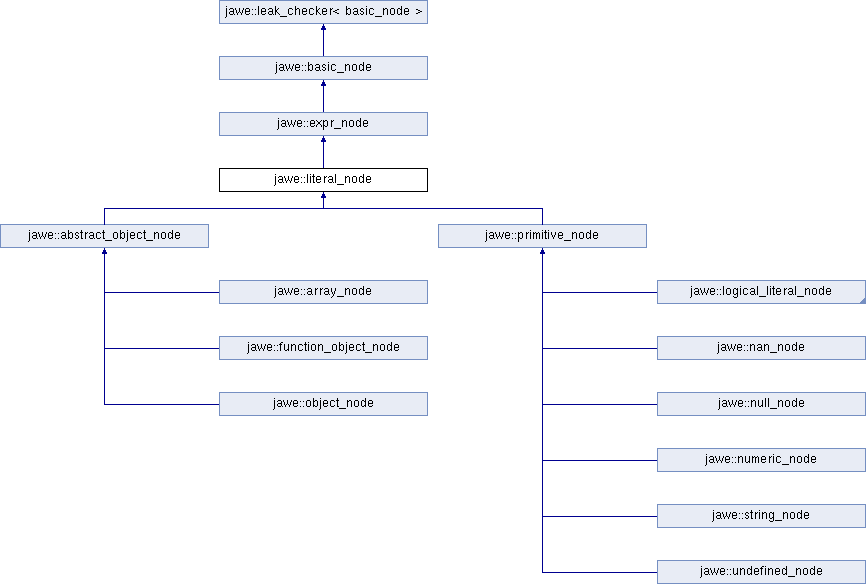 jawe::leak_checker< basic_node >
jawe::basic_node
jawe::expr_node
jawe::literal_node
jawe::abstract_object_node
jawe::primitive_node
jawe::array_node
jawe::logical_literal_node
jawe::function_object_node
jawe::nan_node
jawe::object_node
jawe::null_node
jawe::numeric_node
jawe::string_node
jawe::undefined_node